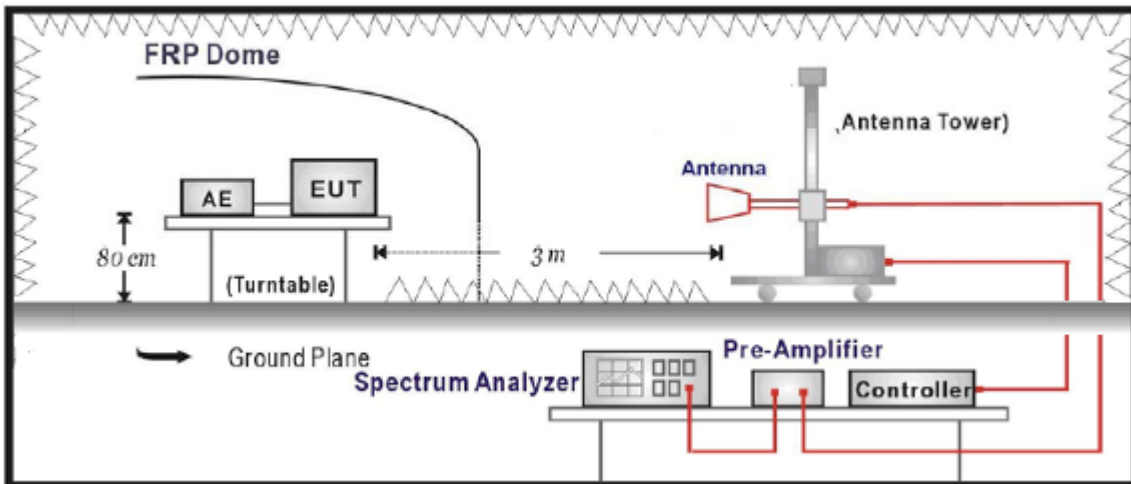 FRP Dome
(Antenna Tower)
Antenna
AE
EUT
80 cm
3 m
(Turntable)
Ground Plane
Pre-Amplifier
Spectrum Analyzer
Controller